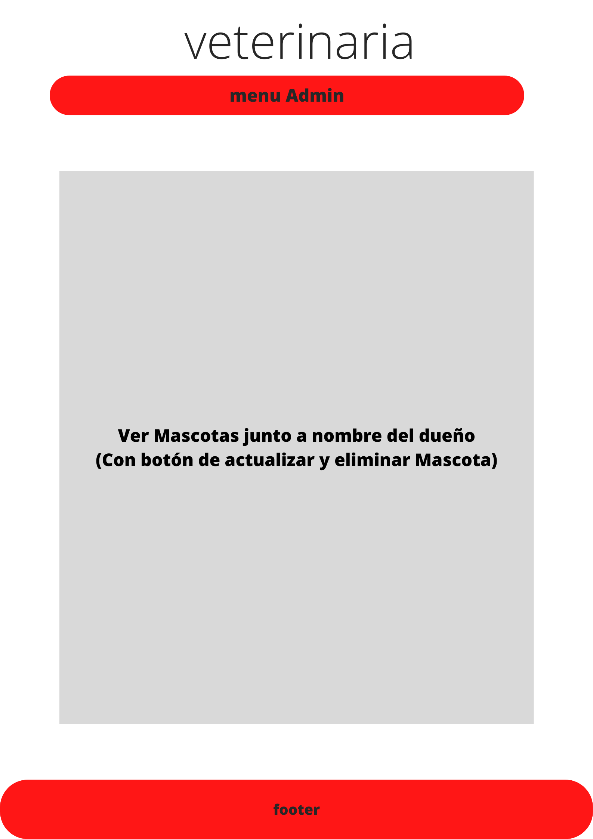 veterinaria
menu Admin
Ver Mascotas junto a nombre del dueño
(Con botón de actualizar y eliminar Mascota)
footer